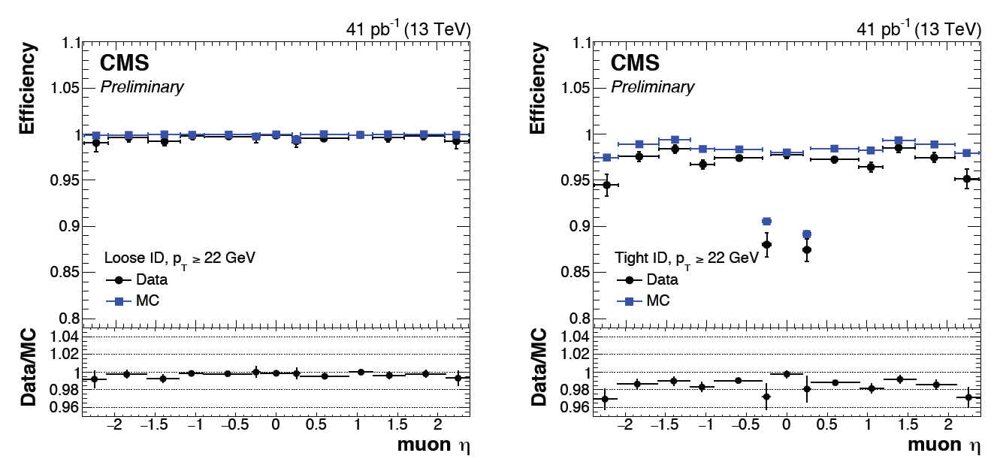 41 pb-1 (13 TeV)
CMS
Preliminary
Efficiency
1.1
1.05
1
0.95
0.9
0.85
0.8
Loose ID, pT ≥ 22 GeV
Data
MC
Data/MC
1.04
1.02
1
0.98
0.96
−2 −1.5 −1 −0.5 0 0.5 1 1.5 2
muon η
41 pb-1 (13 TeV)
CMS
Preliminary
Efficiency
1.1
1.05
1
0.95
0.9
0.85
0.8
Tight ID, pT ≥ 22 GeV
Data
MC
Data/MC
1.04
1.02
1
0.98
0.96
−2 −1.5 −1 −0.5 0 0.5 1 1.5 2
muon η